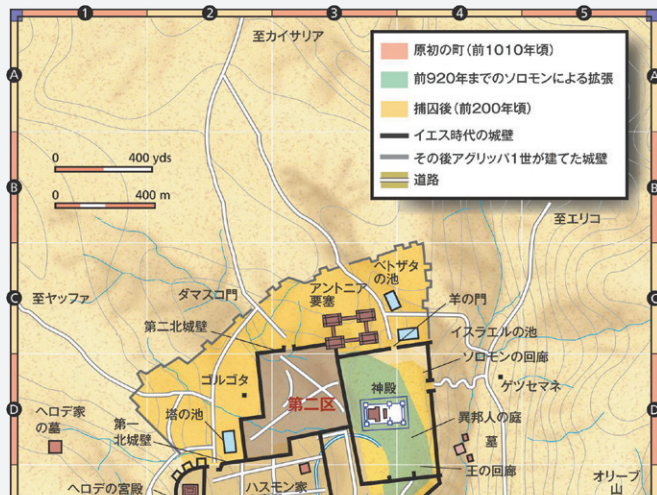 1
2
3
4
5
A
A
B
B
C
C
D
D
至カイサリア
原初の町(前1010年頃)
前920年までのソロモンによる拡張
捕囚後(前200年頃)
イエス時代の城壁
その後アグリッパ1世が建てた城壁
道路
0
400 yds
0
400 m
至エリコ
ベトザタ
の池
アントニア
要塞
ダマスコ門
羊の門
至ヤッファ
第二北城壁
イスラエルの池
ソロモンの回廊
ゴルゴタ
神殿
ゲツセマネ
第二区
ヘロデ家
の墓
塔の池
異邦人の庭
第一
北城壁
墓
王の回廊
ヘロデの宮殿
ハスモン家
オリーブ
山